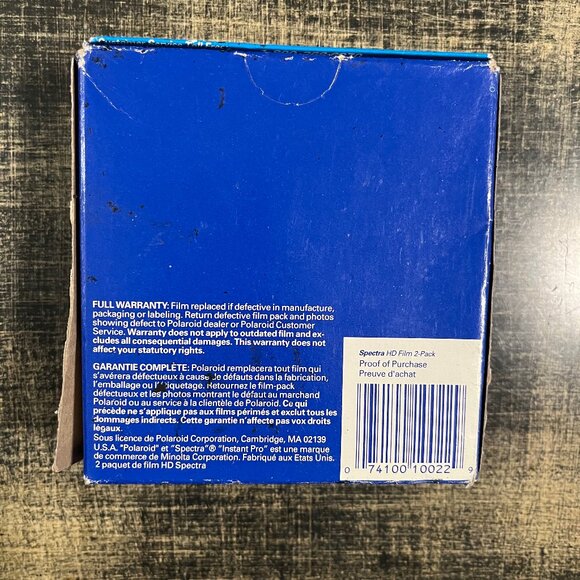 Customer Service Toll Free
FULL WARRANTY: Film replaced if defective in manufacture,
packaging or labeling. Return defective film pack and photos
showing defect to Polaroid dealer or Polaroid Customer
Service. Warranty does not apply to outdated film and ex-
cludes all consequential damages. This warranty does not
affect your statutory rights.
GARANTIE COMPLÈTE: Polaroid remplacera tout film qui
s'avérera défectueux à cause de défauts dans la fabrication,
l'emballage ou l'étiquetage. Retournez le film-pack
défectueux et les photos montrant le défaut au marchand
Polaroid ou au service à la clientèle de Polaroid. Ce qui
précède ne s'applique pas aux films périmés et exclut tous les
dommages indirects. Cette garantie n'affecte pas vos droits
légaux.
Sous licence de Polaroid Corporation, Cambridge, MA 02139
U.S.A. "Polaroid" et "Spectra"® "Instant Pro" est une marque
de commerce de Minolta Corporation. Fabriqué aux Etats Unis.
2 paquet de film HD Spectra
Spectra HD Film 2-Pack
Proof of Purchase
Preuve d'achat
0 74100 10022 9